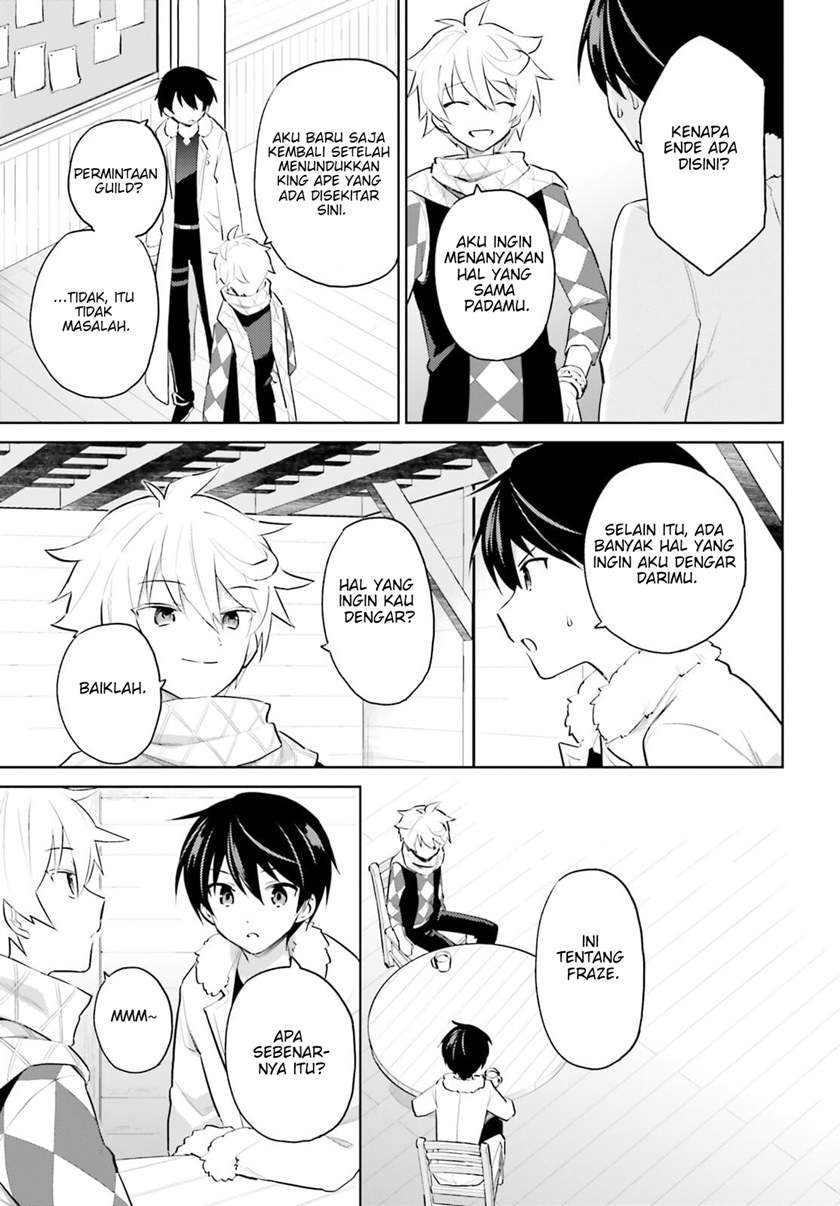 KENAPA
ENDE ADA
DISINI?
AKU INGIN
MENANYAKAN
HAL YANG
SAMA
PADAMU.
AKU BARU SAJA
KEMBALI SETELAH
MENUNDUKKAN
KING APE YANG
ADA DISEKITAR
SINI.
PERMINTAAN
GUILD?
...TIDAK, ITU
TIDAK
MASALAH.
SELAIN ITU, ADA
BANYAK HAL YANG
INGIN AKU DENGAR
DARIMU.
HAL YANG
INGIN KAU
DENGAR?
BAIKLAH.
INI
TENTANG
FRAZE.
APA
SEBENAR-
NYA ITU?
MMM~